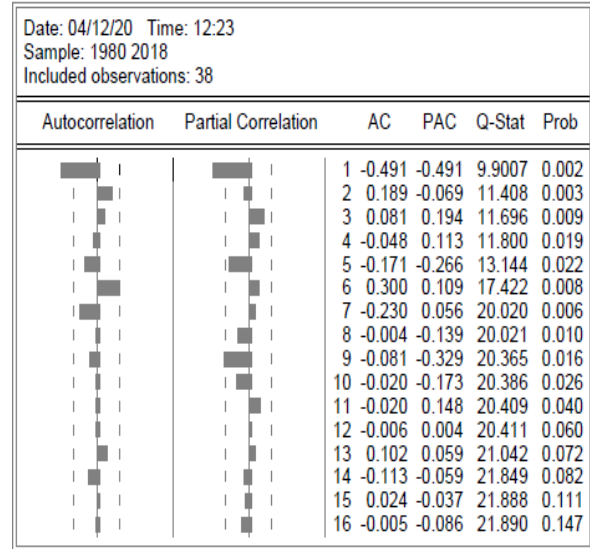 Date: 04/12/20 Time: 12:23
Sample: 1980 2018
Included observations: 38
Autocorrelation Partial Correlation AC PAC Q-Stat Prob
1 -0.491 -0.491 9.9007 0.002
2 0.189 -0.069 11.408 0.003
3 0.081 0.194 11.696 0.009
4 -0.048 0.113 11.800 0.019
5 -0.171 -0.266 13.144 0.022
6 0.300 0.109 17.422 0.008
7 -0.230 0.056 20.020 0.006
8 -0.004 -0.139 20.021 0.010
9 -0.081 -0.329 20.365 0.016
10 -0.020 -0.173 20.386 0.026
11 -0.020 0.148 20.409 0.040
12 -0.006 0.004 20.411 0.060
13 0.102 0.059 21.042 0.072
14 -0.113 -0.059 21.849 0.082
15 0.024 -0.037 21.888 0.111
16 -0.005 -0.086 21.890 0.147